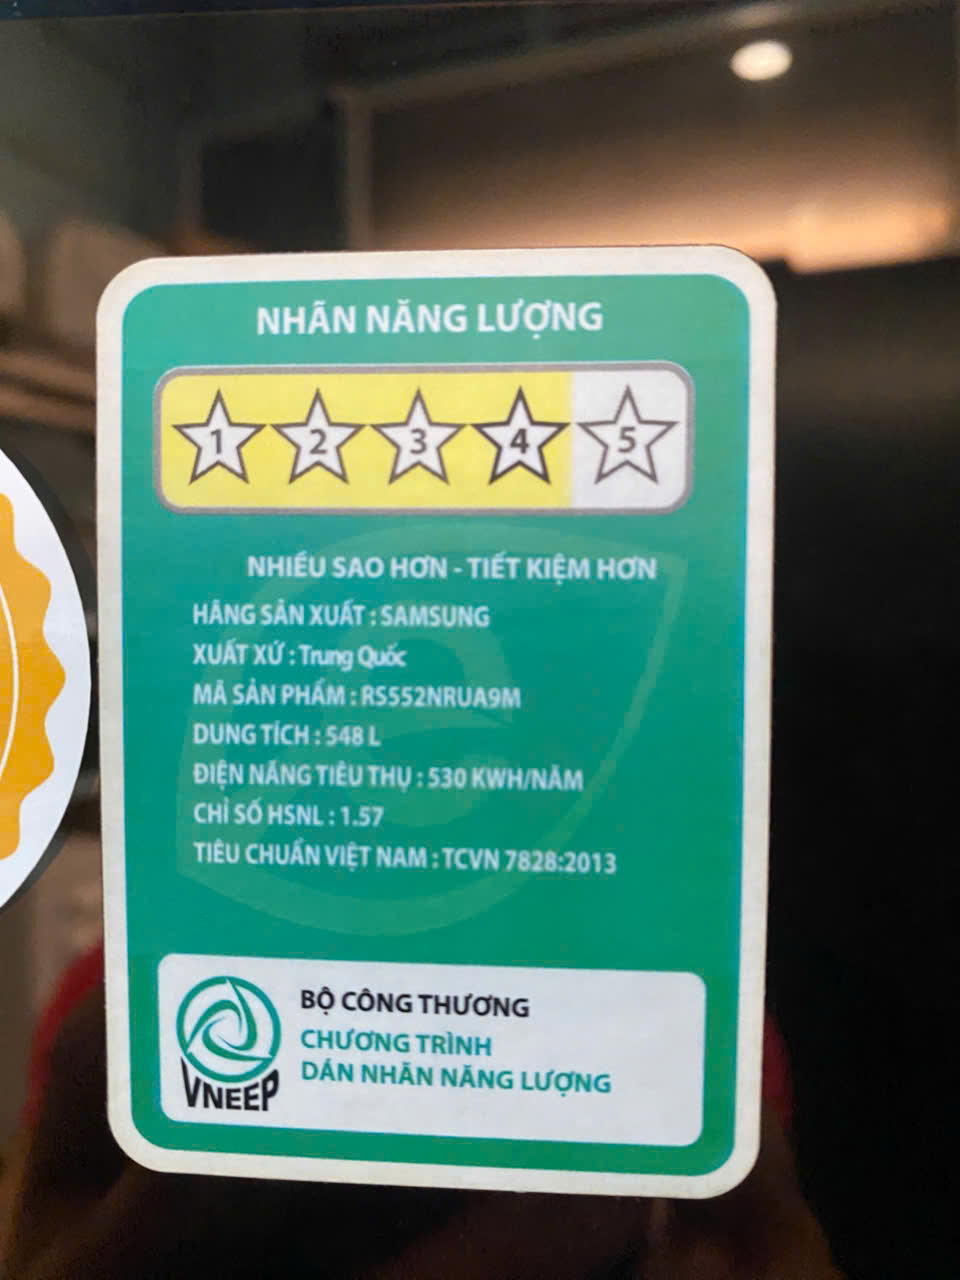 NHÃN NĂNG LƯỢNG
1 2 3 4 5
NHIỀU SAO HƠN - TIẾT KIỆM HƠN
HÃNG SẢN XUẤT : SAMSUNG
XUẤT XỨ : Trung Quốc
MÃ SẢN PHẨM : RS552NRUA9M
DUNG TÍCH : 548 L
ĐIỆN NĂNG TIÊU THỤ : 530 KWH/NĂM
CHỈ SỐ HSNL : 1.57
TIÊU CHUẨN VIỆT NAM : TCVN 7828:2013
BỘ CÔNG THƯƠNG
CHƯƠNG TRÌNH
DÁN NHÃN NĂNG LƯỢNG
VNEEP